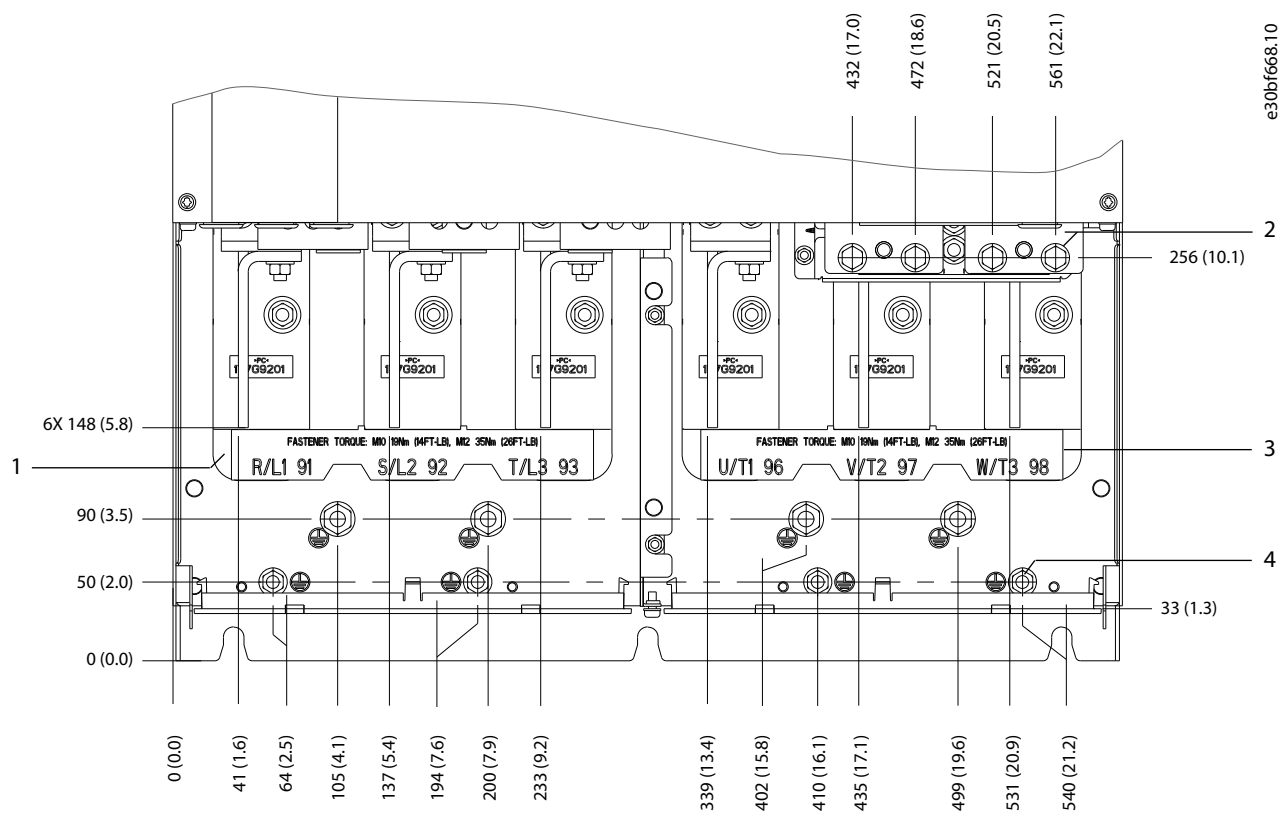 432 (17.0)
472 (18.6)
521 (20.5)
561 (22.1)
e30bf668.10
2
256 (10.1)
»PC«
»PC«
»PC«
»PC«
»PC«
»PC«
6X 148 (5.8)
FASTENER TORQUE: M10 19Nm (14FT-LB), M12 35Nm (26FT-LB)
FASTENER TORQUE: M10 19Nm (14FT-LB), M12 35Nm (26FT-LB)
1
R/L1 91
S/L2 92
T/L3 93
U/T1 96
V/T2 97
W/T3 98
3
90 (3.5)
50 (2.0)
4
33 (1.3)
0 (0.0)
0 (0.0)
41 (1.6)
64 (2.5)
105 (4.1)
137 (5.4)
194 (7.6)
200 (7.9)
233 (9.2)
339 (13.4)
402 (15.8)
410 (16.1)
435 (17.1)
499 (19.6)
531 (20.9)
540 (21.2)